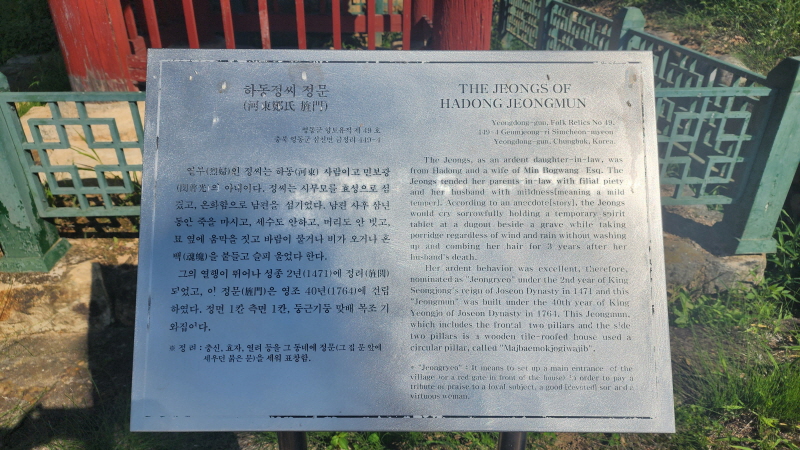 하동정씨 정문
(河東鄭氏 旌門)
영동군 향토유적 제 49 호
충북 영동군 심천면 금정리 449-1
열부(烈婦)인 정씨는 하동(河東) 사람이고 민보광
(閔普光)의 아내이다. 정씨는 시부모를 효성으로 섬
겼고, 온화함으로 남편을 섬기었다. 남편 사후 삼년
동안 죽을 마시고, 세수도 안하고, 머리도 안 빗고,
묘 옆에 움막을 짓고 바람이 불거나 비가 오거나 혼
백(魂魄)을 붙들고 슬피 울었다 한다.
그의 열행이 뛰어나 성종 2년(1471)에 정려(旌閭)
되었고, 이 정문(旌門)은 영조 40년(1764)에 건립
하였다. 정면 1칸 측면 1칸, 둥근기둥 맞배 목조 기
와집이다.
※ 정 려 : 충신, 효자, 열려 등을 그 동네에 정문(그 집 문 앞에
세우던 붉은 문)을 세워 표창함.
THE JEONGS OF
HADONG JEONGMUN
Yeongdong-gun, Folk Relics No 49.
449-1 Geumjeong-ri Simcheon-myeon
Yeongdong-gun, Chungbuk, Korea.
The Jeongs, as an ardent daughter-in-law, was
from Hadong and a wife of Min Bogwang Esq. The
Jeongs tended her parents-in-law with filial piety
and her husband with mildness[meaning a mild
temper]. According to an anecdote[story], the Jeongs
would cry sorrowfully holding a temporary spirit
tablet at a dugout beside a grave while taking
porridge regardless of wind and rain without washing
up and combing her hair for 3 years after her
husband's death.
Her ardent behavior was excellent, therefore,
nominated as "Jeongryeo" under the 2nd year of King
Seongjong's reign of Joseon Dynasty in 1471 and this
"Jeongmun" was built under the 40th year of King
Yeongjo of Joseon Dynasty in 1764. This Jeongmun,
which includes the frontal two pillars and the side
two pillars is a wooden tile-roofed house used a
circular pillar, called "Majbaemokjogiwajib".
* "Jeongryeo" : It means to set up a main entrance of the
village (or a red gate in front of the house) in order to pay a
tribute or praise to a loyal subject, a good [devoted] son and a
virtuous woman.